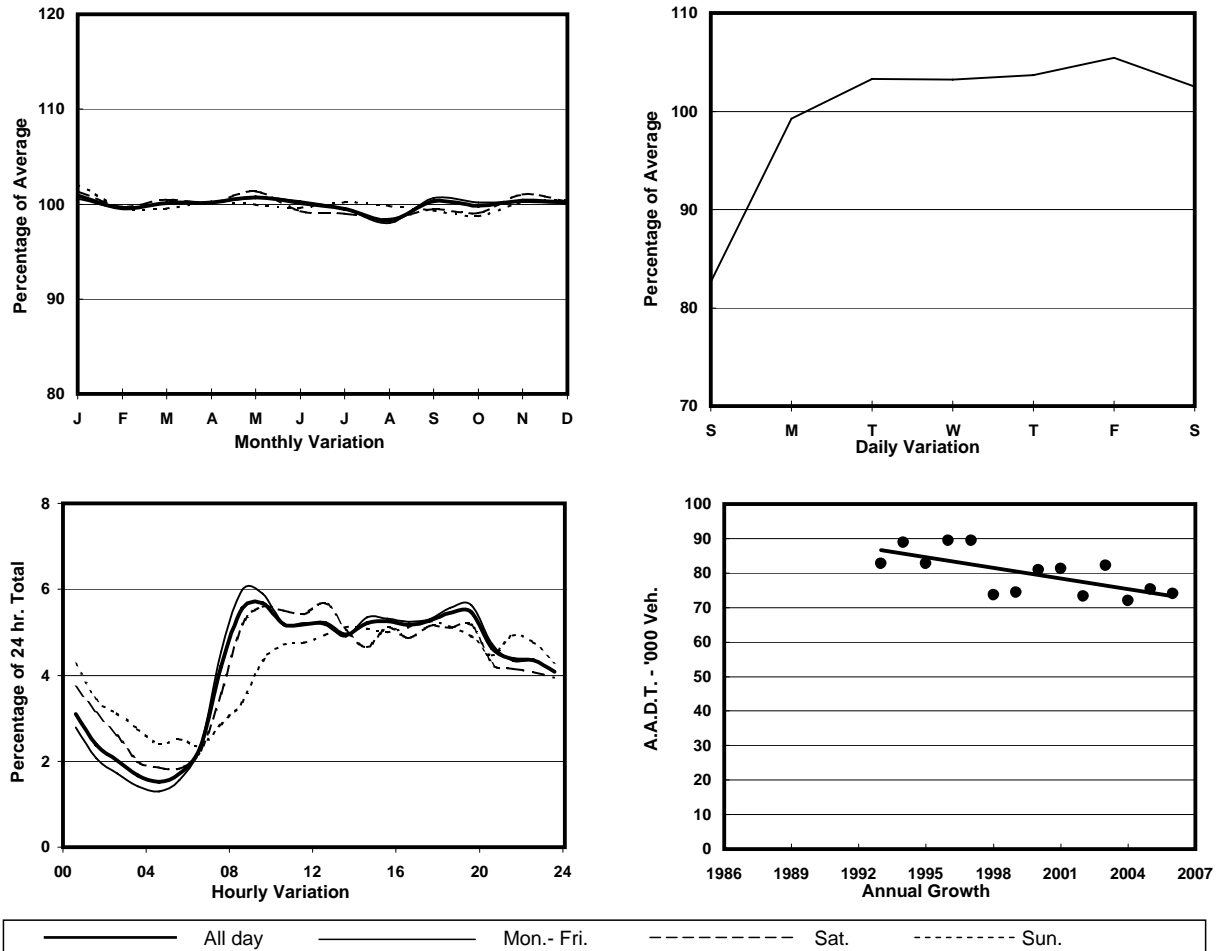 120
110
100
90
80
Percentage of Average
J F M A M J J A S O N D
Monthly Variation
110
100
90
80
70
Percentage of Average
S M T W T F S
Daily Variation
8
6
4
2
0
Percentage of 24 hr. Total
00 04 08 12 16 20 24
Hourly Variation
100
90
80
70
60
50
40
30
20
10
0
A.A.D.T. - '000 Veh.
1986 1989 1992 1995 1998 2001 2004 2007
Annual Growth
All day Mon.- Fri. Sat. Sun.